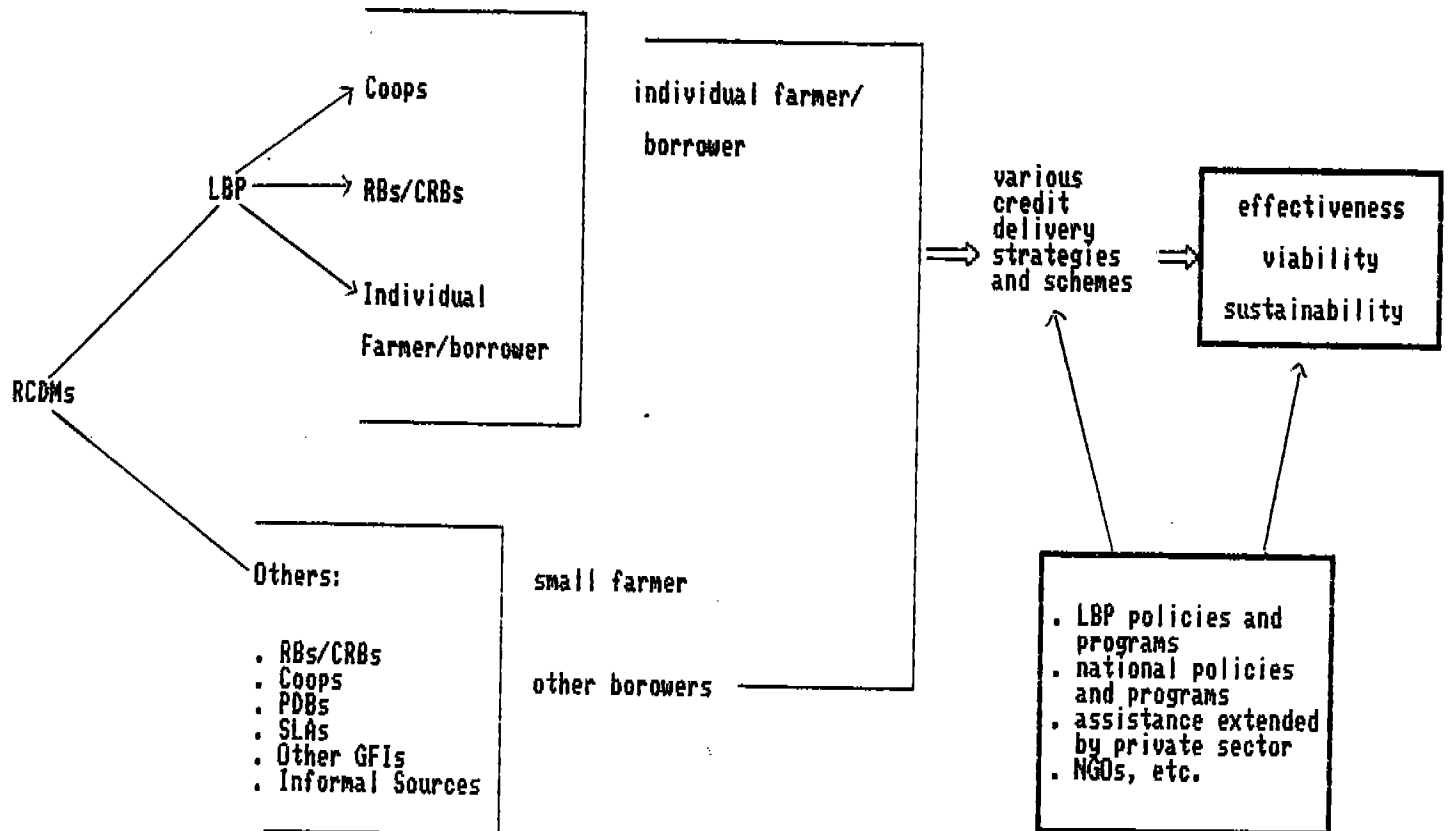 Coops
LBP
RBs/CRBs
Individual
Farmer/borrower
RCDMs
individual farmer/
borrower
Others:
. RBs/CRBs
. Coops
. PDBs
. SLAs
. Other GFIs
. Informal Sources
small farmer
other borowers
various
credit
delivery
strategies
and schemes
effectiveness
viability
sustainability
. LBP policies and
programs
. national policies
and programs
. assistance extended
by private sector
. NGOs, etc.